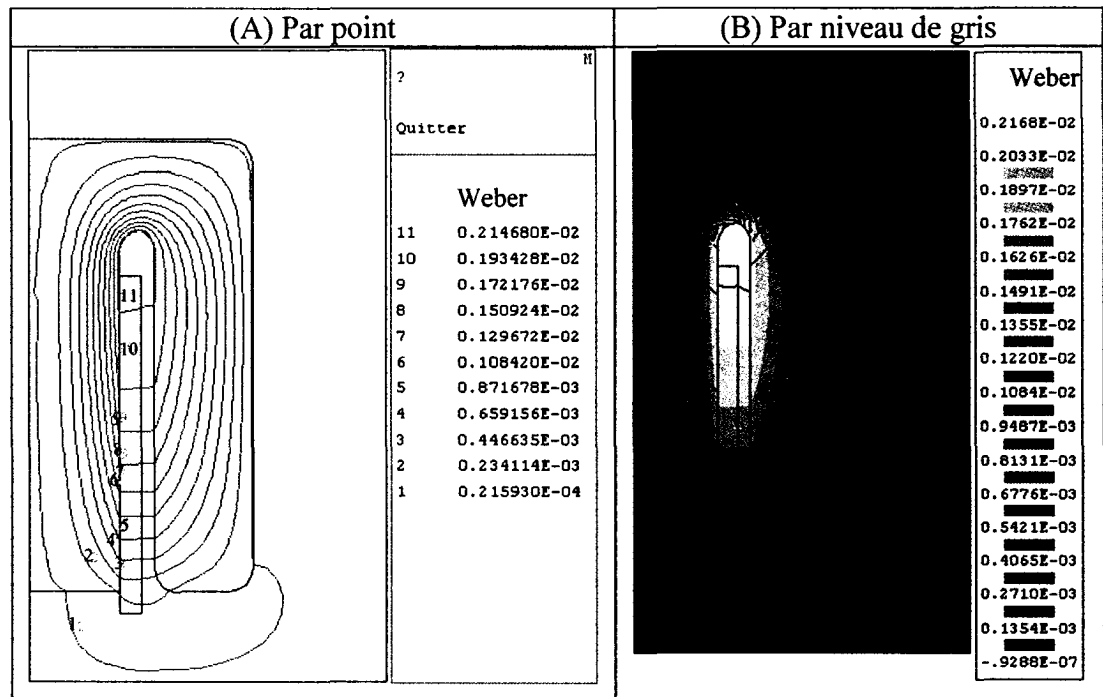 (A) Par point
(B) Par niveau de gris
M
?
Quitter
Weber
11 0.214680E-02
10 0.193428E-02
9 0.172176E-02
8 0.150924E-02
7 0.129672E-02
6 0.108420E-02
5 0.871678E-03
4 0.659156E-03
3 0.446635E-03
2 0.234114E-03
1 0.215930E-04
11
10
9
8
7
6
5
4
3
2
1
Weber
0.2168E-02
0.2033E-02
0.1897E-02
0.1762E-02
0.1626E-02
0.1491E-02
0.1355E-02
0.1220E-02
0.1084E-02
0.9487E-03
0.8131E-03
0.6776E-03
0.5421E-03
0.4065E-03
0.2710E-03
0.1354E-03
-.9288E-07